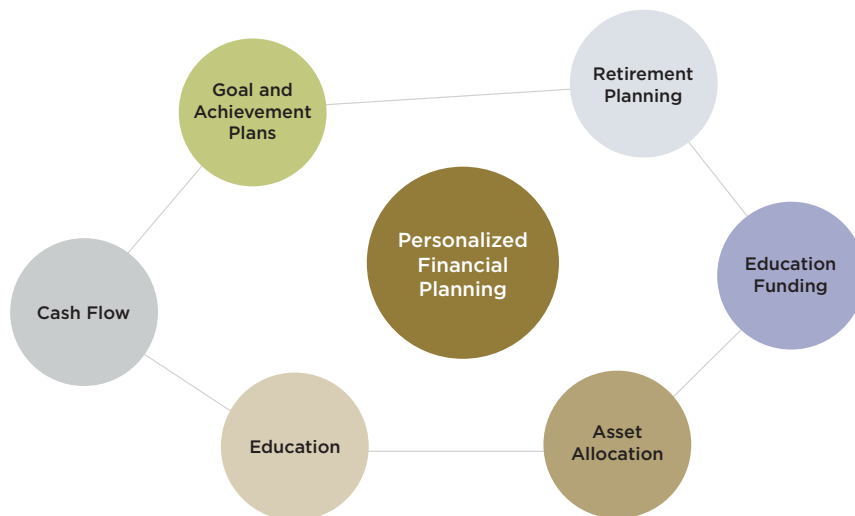 Goal and
Achievement
Plans
Retirement
Planning
Personalized
Financial
Planning
Education
Funding
Cash Flow
Education
Asset
Allocation